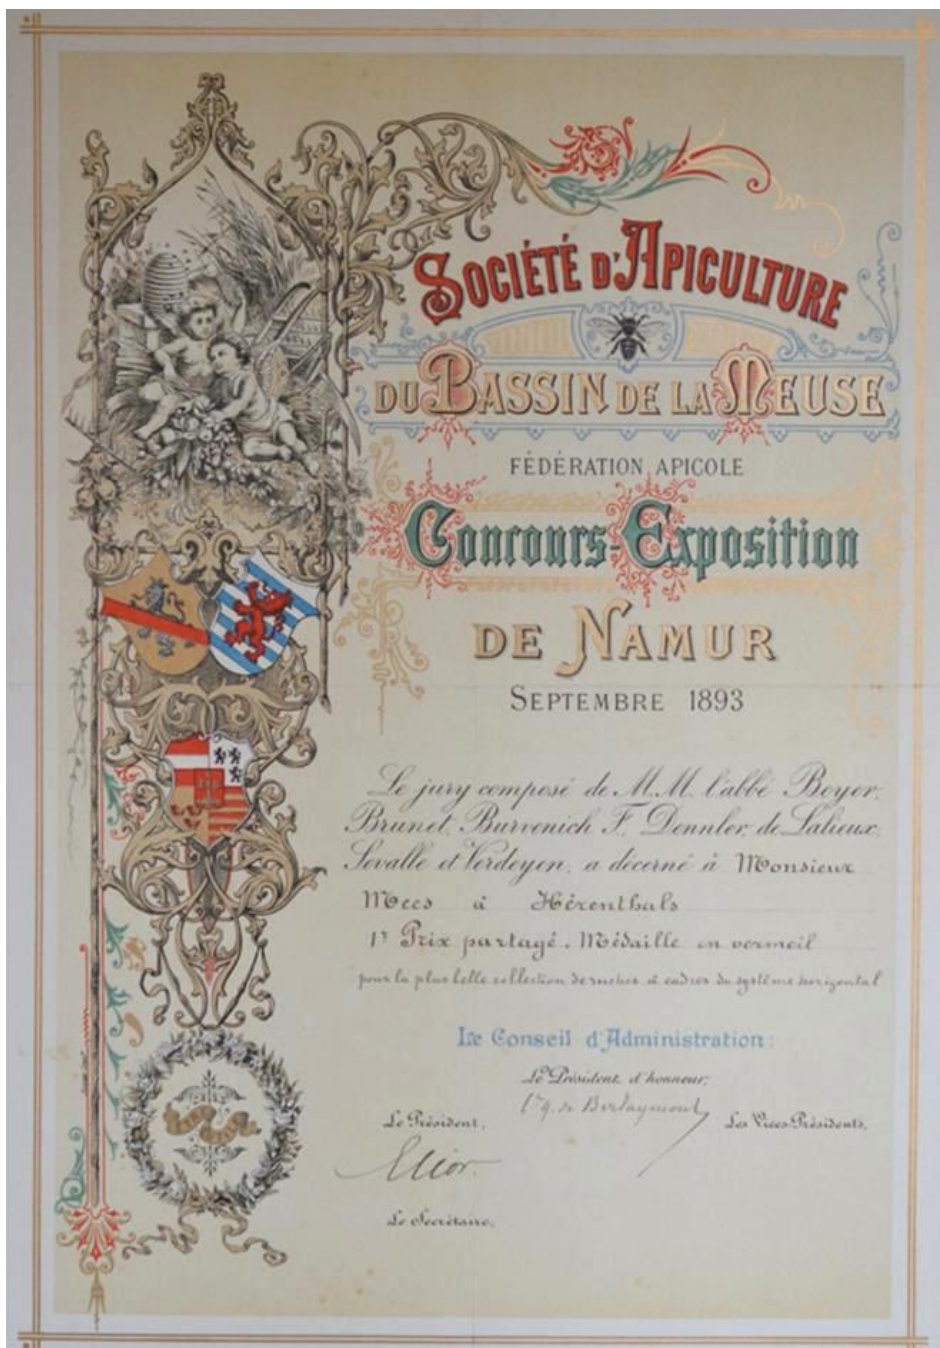 SOCIÉTÉ D'APICULTURE
DU BASSIN DE LA MEUSE
FÉDÉRATION APICOLE
Concours-Exposition
DE NAMUR
SEPTEMBRE 1893
Le jury composé de M.M. l'abbé Boyer,
Brunet, Burvenich F. Dennler, de Lalieux,
Levalle et Verdeyen, a décerné à Monsieur
Mees à Hérenthals
1r Prix partagé. Médaille en vermeil
pour la plus belle collection de ruches à cadres du système horizontal
Le Conseil d'Administration:
Le Président d'honneur,
de Berlaymont
Le Président,
Les Vices-Présidents,
Le Secrétaire,